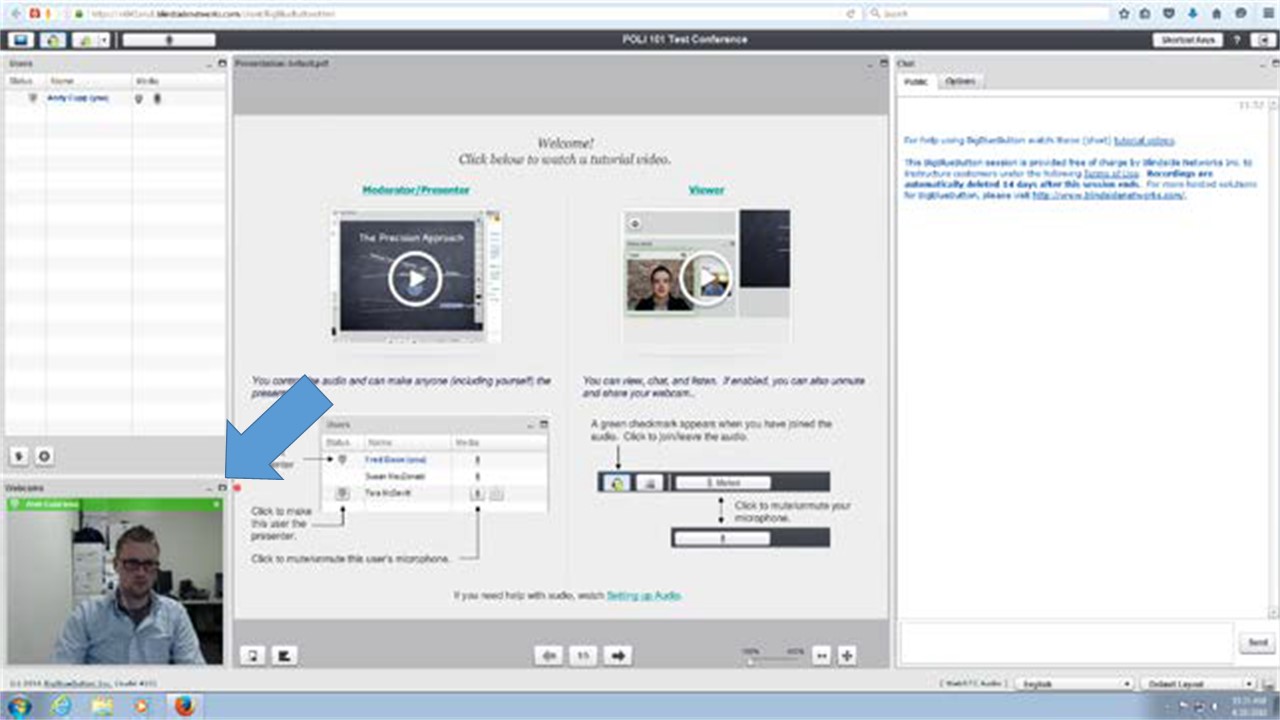 Search
POLI 101 Test Conference
Shortcut Keys
?
Users
Status Name Media
Andy Cupp (you)
Presentation: default.pdf
Welcome!
Click below to watch a tutorial video.
Moderator/Presenter
Viewer
The Precision Approach
You control the audio and can make anyone (including yourself) the
You can view, chat, and listen. If enabled, you can also unmute
and share your webcam.
Users
Status Name Media
Fred Dixon (you)
Susan MacDonald
Tara McDevitt
Click to make
this user the
presenter.
Click to mute/unmute this user's microphone.
A green checkmark appears when you have joined the
audio. Click to join/leave the audio.
Muted
Click to mute/unmute your
microphone.
If you need help with audio, watch Setting up Audio.
1/1
100% 400%
Webcams
Chat
Public Options
11:32
For help using BigBlueButton watch these (short) tutorial videos.
This BigBlueButton session is provided free of charge by Blindside Networks Inc. to
Instructure customers under the following Terms of Use. Recordings are
automatically deleted 14 days after this session ends. For more hosted solutions
for BigBlueButton, please visit http://www.blindsidenetworks.com/.
Send
BigBlueButton Inc.
[ WebRTC Audio ] English Default Layout